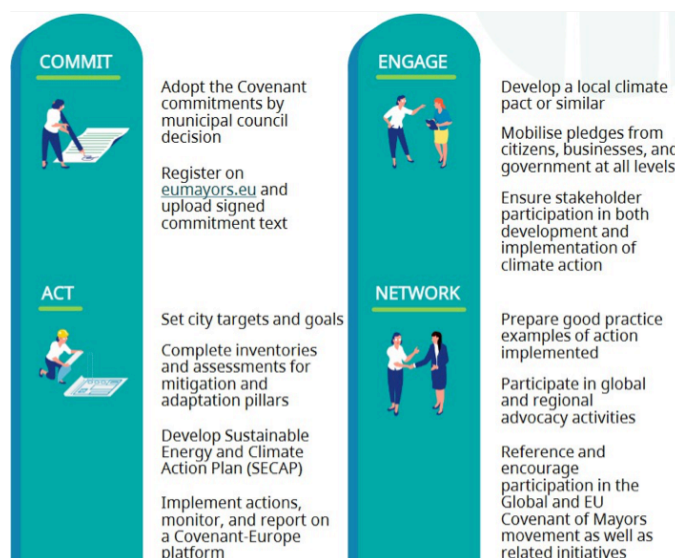 COMMIT
Adopt the Covenant
commitments by
municipal council
decision
Register on
eumayors.eu and
upload signed
commitment text
ACT
Set city targets and goals
Complete inventories
and assessments for
mitigation and
adaptation pillars
Develop Sustainable
Energy and Climate
Action Plan (SECAP)
Implement actions,
monitor, and report on
a Covenant-Europe
platform
ENGAGE
Develop a local climate
pact or similar
Mobilise pledges from
citizens, businesses, and
government at all levels
Ensure stakeholder
participation in both
development and
implementation of
climate action
NETWORK
Prepare good practice
examples of action
implemented
Participate in global
and regional
advocacy activities
Reference and
encourage
participation in the
Global and EU
Covenant of Mayors
movement as well as
related initiatives